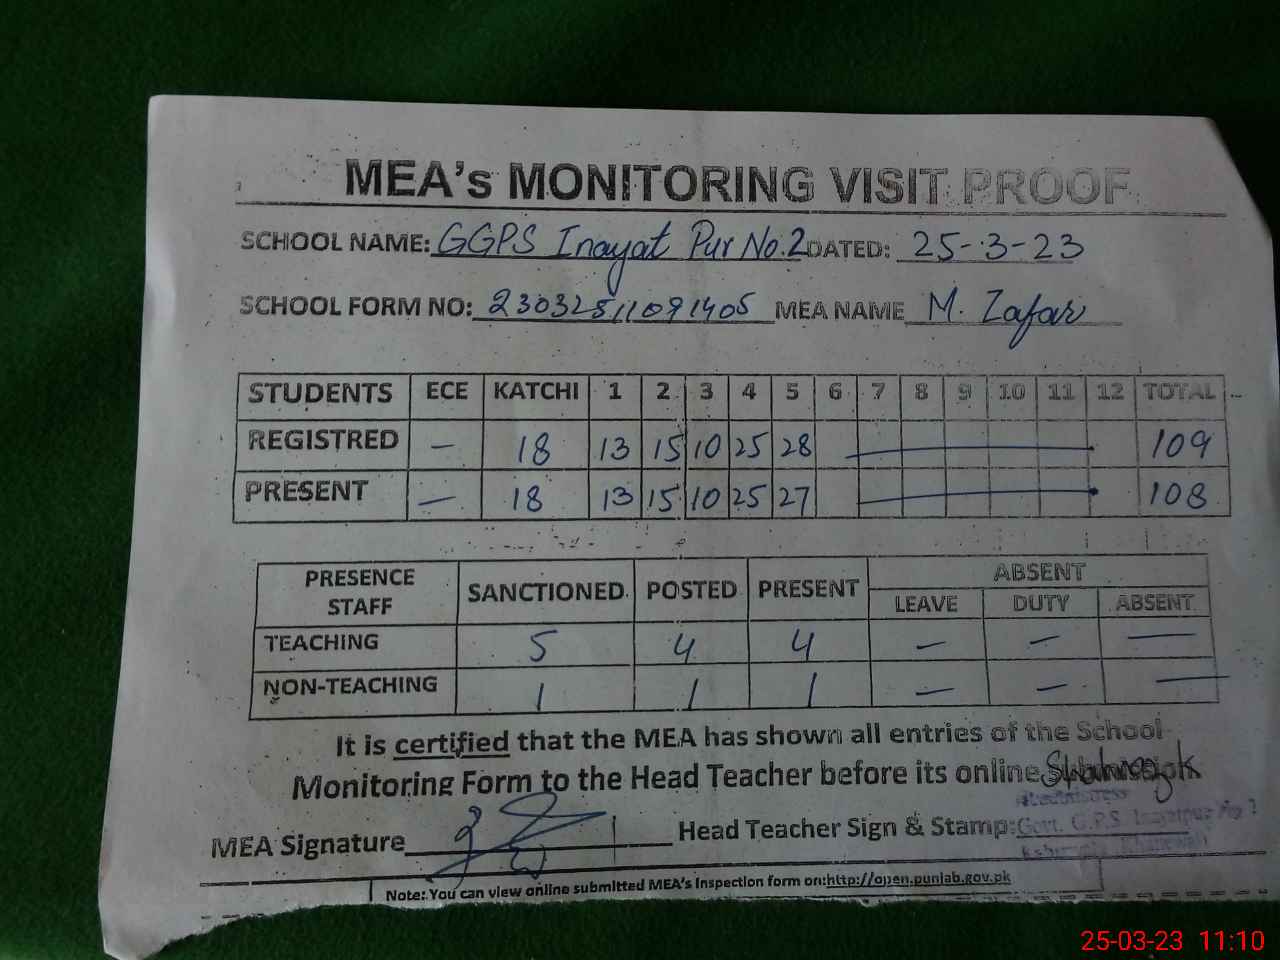 MEA's MONITORING VISIT PROOF
SCHOOL NAME: GGPS Inayat Pur No.2 DATED: 25-3-23
SCHOOL FORM NO: 23032511091405 MEA NAME M. Zafar
STUDENTS ECE KATCHI 1 2 3 4 5 6 7 8 9 10 11 12 TOTAL
REGISTRED — 18 13 15 10 25 28 109
PRESENT — 18 13 15 10 25 27 108
PRESENCE STAFF SANCTIONED POSTED PRESENT ABSENT
LEAVE DUTY ABSENT
TEACHING 5 4 4 — — —
NON-TEACHING 1 1 1 — — —
It is certified that the MEA has shown all entries of the School
Monitoring Form to the Head Teacher before its online
MEA Signature Head Teacher Sign & Stamp: Govt. G.P.S Inayatpur No
Note: You can view online submitted MEA's Inspection form on:http://open.punjab.gov.pk
25-03-23 11:10